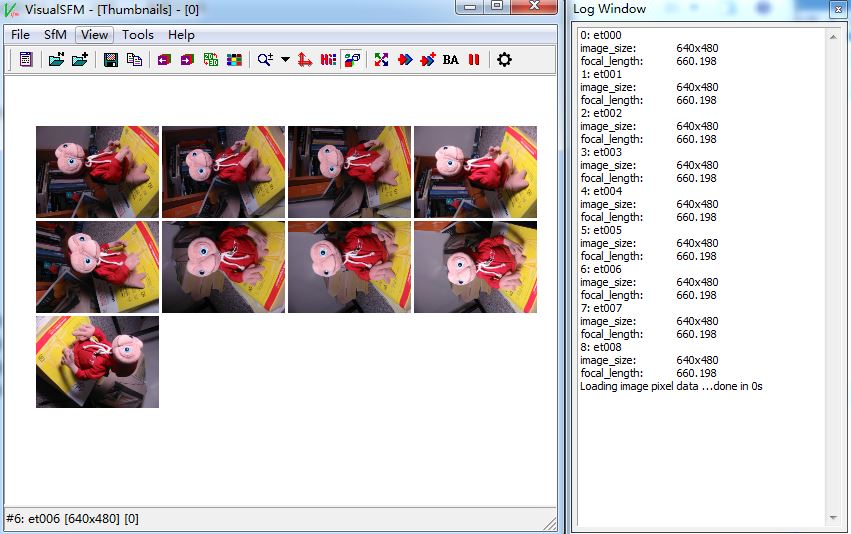 VisualSFM - [Thumbnails] - [0]
File SfM View Tools Help
BA
#6: et006 [640x480] [0]
Log Window
0: et000
image_size: 640x480
focal_length: 660.198
1: et001
image_size: 640x480
focal_length: 660.198
2: et002
image_size: 640x480
focal_length: 660.198
3: et003
image_size: 640x480
focal_length: 660.198
4: et004
image_size: 640x480
focal_length: 660.198
5: et005
image_size: 640x480
focal_length: 660.198
6: et006
image_size: 640x480
focal_length: 660.198
7: et007
image_size: 640x480
focal_length: 660.198
8: et008
image_size: 640x480
focal_length: 660.198
Loading image pixel data ...done in 0s